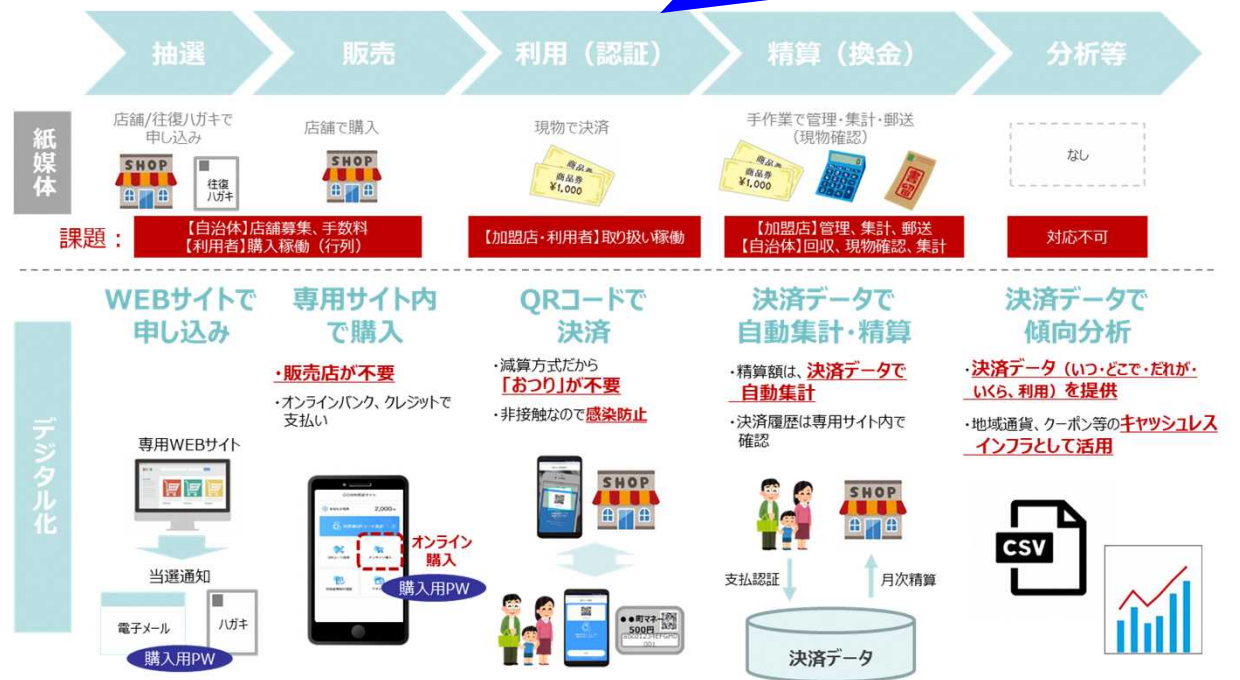 抽選
販売
利用（認証）
精算（換金）
分析等
紙媒体
店舗/往復ハガキで
申し込み
SHOP
往復
ハガキ
店舗で購入
SHOP
現物で決済
商品券
商品券
¥1,000
手作業で管理・集計・郵送
（現物確認）
商品券
商品券
¥1,000
なし
課題：
【自治体】店舗募集、手数料
【利用者】購入稼働（行列）
【加盟店・利用者】取り扱い稼働
【加盟店】管理、集計、郵送
【自治体】回収、現物確認、集計
対応不可
デジタル化
WEBサイトで
申し込み
専用WEBサイト
当選通知
電子メール
ハガキ
購入用PW
専用サイト内
で購入
・販売店が不要
・オンラインバンク、クレジットで
支払い
2,000
オンライン
購入
購入用PW
QRコードで
決済
・減算方式だから
「おつり」が不要
・非接触なので感染防止
SHOP
●●町マネー
500円
001
決済データで
自動集計・精算
・精算額は、決済データで
自動集計
・決済履歴は専用サイト内で
確認
SHOP
支払認証
月次精算
決済データ
決済データで
傾向分析
・決済データ（いつ・どこで・だれが・
いくら、利用）を提供
・地域通貨、クーポン等のキャッシュレス
インフラとして活用
CSV